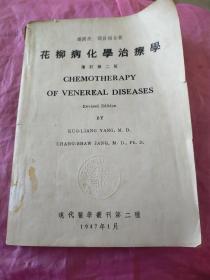 花柳病化學治療學
增訂第二版
CHEMOTHERAPY
OF VENEREAL DISEASES
Revised Edition
BY
KUO-LIANG YANG, M. D.
CHANG-SHAW JANG, M. D., Ph. D.
現代醫學叢刊第二種
1947年1月